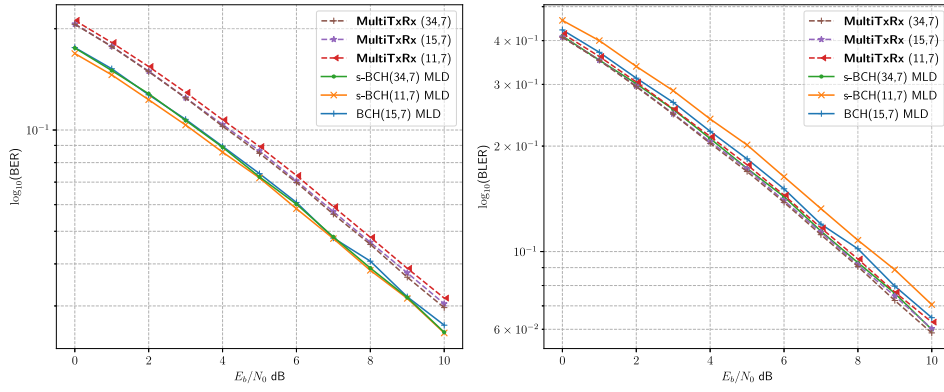 MultiTxRx (34,7)
MultiTxRx (15,7)
MultiTxRx (11,7)
s-BCH(34,7) MLD
s-BCH(11,7) MLD
BCH(15,7) MLD
10⁻¹
log₁₀(BER)
0 2 4 6 8 10
E_b/N_0 dB
MultiTxRx (34,7)
MultiTxRx (15,7)
MultiTxRx (11,7)
s-BCH(34,7) MLD
s-BCH(11,7) MLD
BCH(15,7) MLD
4 × 10⁻¹
3 × 10⁻¹
2 × 10⁻¹
10⁻¹
6 × 10⁻²
log₁₀(BLER)
0 2 4 6 8 10
E_b/N_0 dB